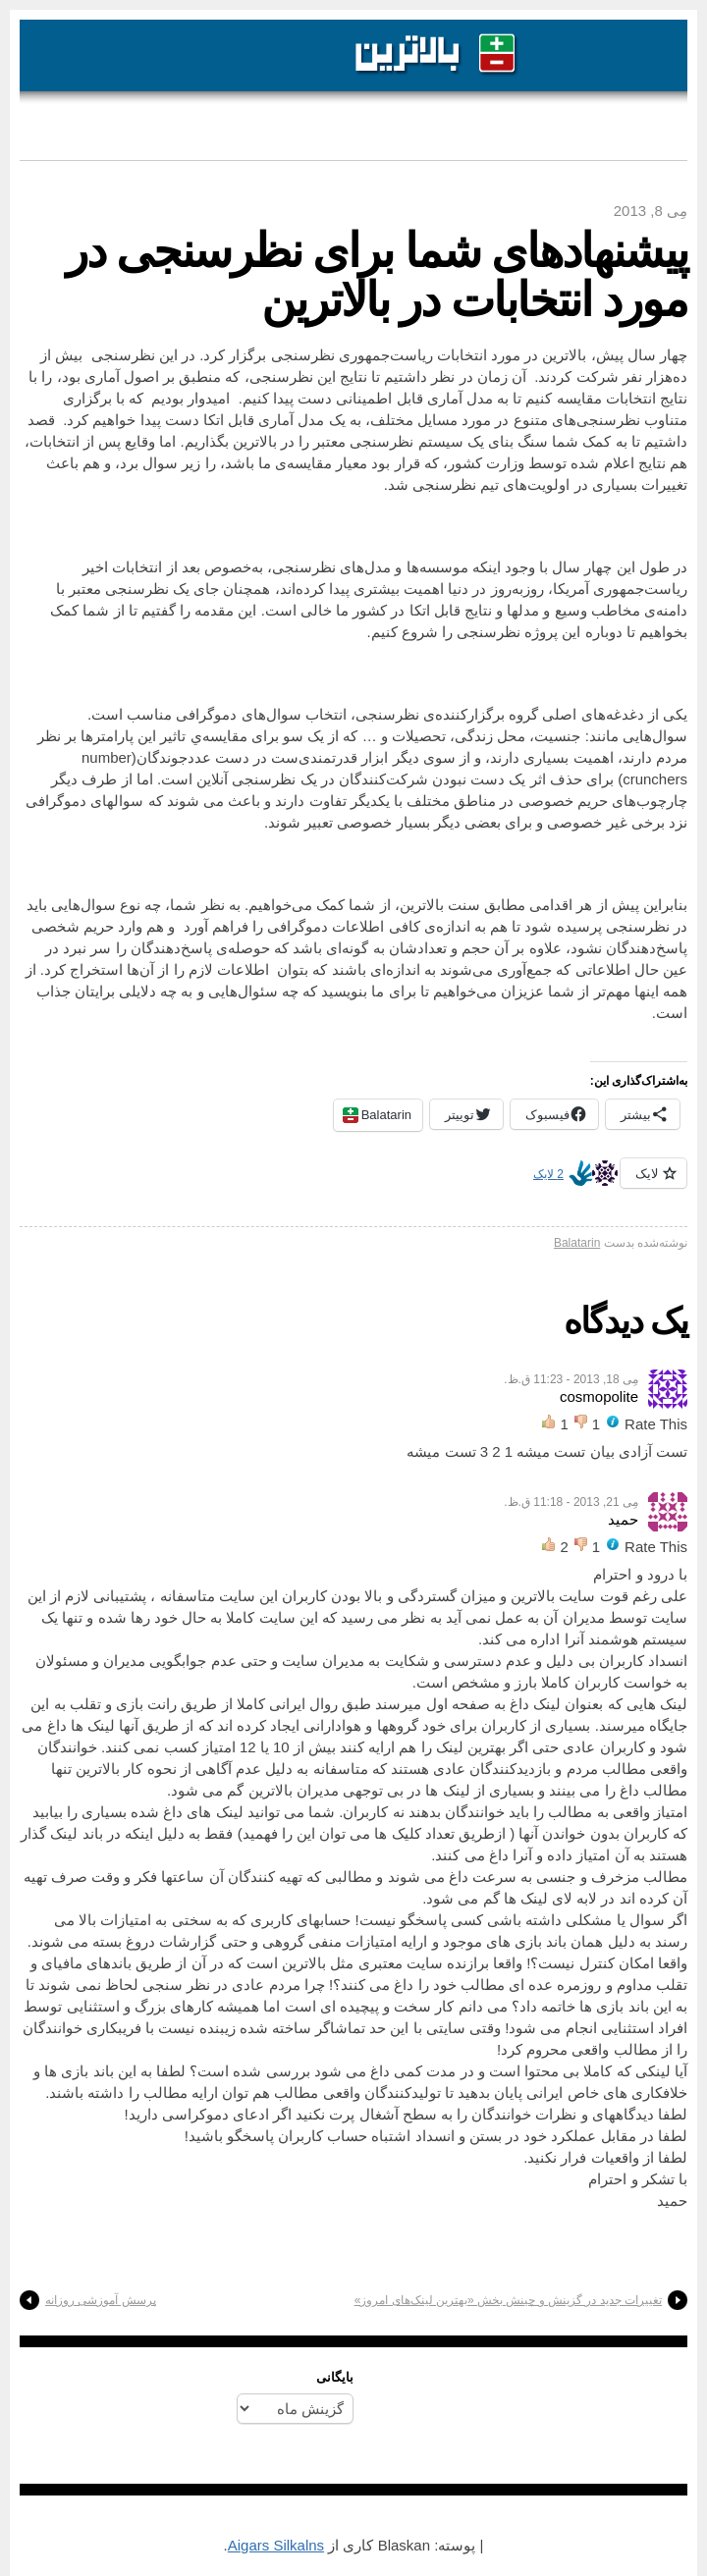 بالاترین
مِی 8, 2013
پیشنهادهای شما برای نظرسنجی در
مورد انتخابات در بالاترین
چهار سال پیش، بالاترین در مورد انتخابات ریاست‌جمهوری نظرسنجی برگزار کرد. در این نظرسنجی بیش از
ده‌هزار نفر شرکت کردند. آن زمان در نظر داشتیم تا نتایج این نظرسنجی، که منطبق بر اصول آماری بود، را با
نتایج انتخابات مقایسه کنیم تا به مدل آماری قابل اطمینانی دست پیدا کنیم. امیدوار بودیم که با برگزاری
متناوب نظرسنجی‌های متنوع در مورد مسایل مختلف، به یک مدل آماری قابل اتکا دست پیدا خواهیم کرد. قصد
داشتیم تا به کمک شما سنگ بنای یک سیستم نظرسنجی معتبر را در بالاترین بگذاریم. اما وقایع پس از انتخابات،
هم نتایج اعلام شده توسط وزارت کشور، که قرار بود معیار مقایسه‌ی ما باشد، را زیر سوال برد، و هم باعث
تغییرات بسیاری در اولویت‌های تیم نظرسنجی شد.
در طول این چهار سال با وجود اینکه موسسه‌ها و مدل‌های نظرسنجی، به‌خصوص بعد از انتخابات اخیر
ریاست‌جمهوری آمریکا، روزبه‌روز در دنیا اهمیت بیشتری پیدا کرده‌اند، همچنان جای یک نظرسنجی معتبر با
دامنه‌ی مخاطب وسیع و مدلها و نتایج قابل اتکا در کشور ما خالی است. این مقدمه را گفتیم تا از شما کمک
بخواهیم تا دوباره این پروژه نظرسنجی را شروع کنیم.
یکی از دغدغه‌های اصلی گروه برگزارکننده‌ی نظرسنجی، انتخاب سوال‌های دموگرافی مناسب است.
سوال‌هایی مانند: جنسیت، محل زندگی، تحصیلات و … که از یک سو برای مقایسه‌ي تاثیر این پارامترها بر نظر
مردم دارند، اهمیت بسیاری دارند، و از سوی دیگر ابزار قدرتمندی‌ست در دست عددجوندگان(number
crunchers) برای حذف اثر یک دست نبودن شرکت‌کنندگان در یک نظرسنجی آنلاین است. اما از طرف دیگر
چارچوب‌های حریم خصوصی در مناطق مختلف با یکدیگر تفاوت دارند و باعث می شوند که سوالهای دموگرافی
نزد برخی غیر خصوصی و برای بعضی دیگر بسیار خصوصی تعبیر شوند.
بنابراین پیش از هر اقدامی مطابق سنت بالاترین، از شما کمک می‌خواهیم. به نظر شما، چه نوع سوال‌هایی باید
در نظرسنجی پرسیده شود تا هم به اندازه‌ی کافی اطلاعات دموگرافی را فراهم آورد و هم وارد حریم شخصی
پاسخ‌دهندگان نشود، علاوه بر آن حجم و تعدادشان به گونه‌ای باشد که حوصله‌ی پاسخ‌دهندگان را سر نبرد در
عین حال اطلاعاتی که جمع‌آوری می‌شوند به اندازه‌ای باشند که بتوان اطلاعات لازم را از آن‌ها استخراج کرد. از
همه اینها مهم‌تر از شما عزیزان می‌خواهیم تا برای ما بنویسید که چه سئوال‌هایی و به چه دلایلی برایتان جذاب
است.
به‌اشتراک‌گذاری این:
بیشتر
فیسبوک
توییتر
Balatarin
لایک
2 لایک
نوشته‌شده بدست Balatarin
یک دیدگاه
مِی 18, 2013 - 11:23 ق.ظ.
cosmopolite
Rate This 1 1
تست آزادی بیان تست میشه 1 2 3 تست میشه
مِی 21, 2013 - 11:18 ق.ظ.
حمید
Rate This 1 2
با درود و احترام
علی رغم قوت سایت بالاترین و میزان گستردگی و بالا بودن کاربران این سایت متاسفانه ، پشتیبانی لازم از این
سایت توسط مدیران آن به عمل نمی آید به نظر می رسید که این سایت کاملا به حال خود رها شده و تنها یک
سیستم هوشمند آنرا اداره می کند.
انسداد کاربران بی دلیل و عدم دسترسی و شکایت به مدیران سایت و حتی عدم جوابگویی مدیران و مسئولان
به خواست کاربران کاملا بارز و مشخص است.
لینک هایی که بعنوان لینک داغ به صفحه اول میرسند طبق روال ایرانی کاملا از طریق رانت بازی و تقلب به این
جایگاه میرسند. بسیاری از کاربران برای خود گروهها و هوادارانی ایجاد کرده اند که از طریق آنها لینک ها داغ می
شود و کاربران عادی حتی اگر بهترین لینک را هم ارایه کنند بیش از 10 یا 12 امتیاز کسب نمی کنند. خوانندگان
واقعی مطالب مردم و بازدیدکنندگان عادی هستند که متاسفانه به دلیل عدم آگاهی از نحوه کار بالاترین تنها
مطالب داغ را می بینند و بسیاری از لینک ها در بی توجهی مدیران بالاترین گم می شود.
امتیاز واقعی به مطالب را باید خوانندگان بدهند نه کاربران. شما می توانید لینک های داغ شده بسیاری را بیابید
که کاربران بدون خواندن آنها ( ازطریق تعداد کلیک ها می توان این را فهمید) فقط به دلیل اینکه در باند لینک گذار
هستند به آن امتیاز داده و آنرا داغ می کنند.
مطالب مزخرف و جنسی به سرعت داغ می شوند و مطالبی که تهیه کنندگان آن ساعتها فکر و وقت صرف تهیه
آن کرده اند در لابه لای لینک ها گم می شود.
اگر سوال یا مشکلی داشته باشی کسی پاسخگو نیست! حسابهای کاربری که به سختی به امتیازات بالا می
رسند به دلیل همان باند بازی های موجود و ارایه امتیازات منفی گروهی و حتی گزارشات دروغ بسته می شوند.
واقعا امکان کنترل نیست؟! واقعا برازنده سایت معتبری مثل بالاترین است که در آن از طریق باندهای مافیای و
تقلب مداوم و روزمره عده ای مطالب خود را داغ می کنند؟! چرا مردم عادی در نظر سنجی لحاظ نمی شوند تا
به این باند بازی ها خاتمه داد؟ می دانم کار سخت و پیچیده ای است اما همیشه کارهای بزرگ و استثنایی توسط
افراد استثنایی انجام می شود! وقتی سایتی با این حد تماشاگر ساخته شده زیبنده نیست با فریبکاری خوانندگان
را از مطالب واقعی محروم کرد!
آیا لینکی که کاملا بی محتوا است و در مدت کمی داغ می شود بررسی شده است؟ لطفا به این باند بازی ها و
خلافکاری های خاص ایرانی پایان بدهید تا تولیدکنندگان واقعی مطالب هم توان ارایه مطالب را داشته باشند.
لطفا دیدگاههای و نظرات خوانندگان را به سطح آشغال پرت نکنید اگر ادعای دموکراسی دارید!
لطفا در مقابل عملکرد خود در بستن و انسداد اشتباه حساب کاربران پاسخگو باشید!
لطفا از واقعیات فرار نکنید.
با تشکر و احترام
حمید
تغییرات جدید در گزینش و چینش بخش «بهترین لینک‌های امروز»
پرسش آموزشی روزانه
بایگانی
گزینش ماه
| پوسته: Blaskan کاری از Aigars Silkalns.